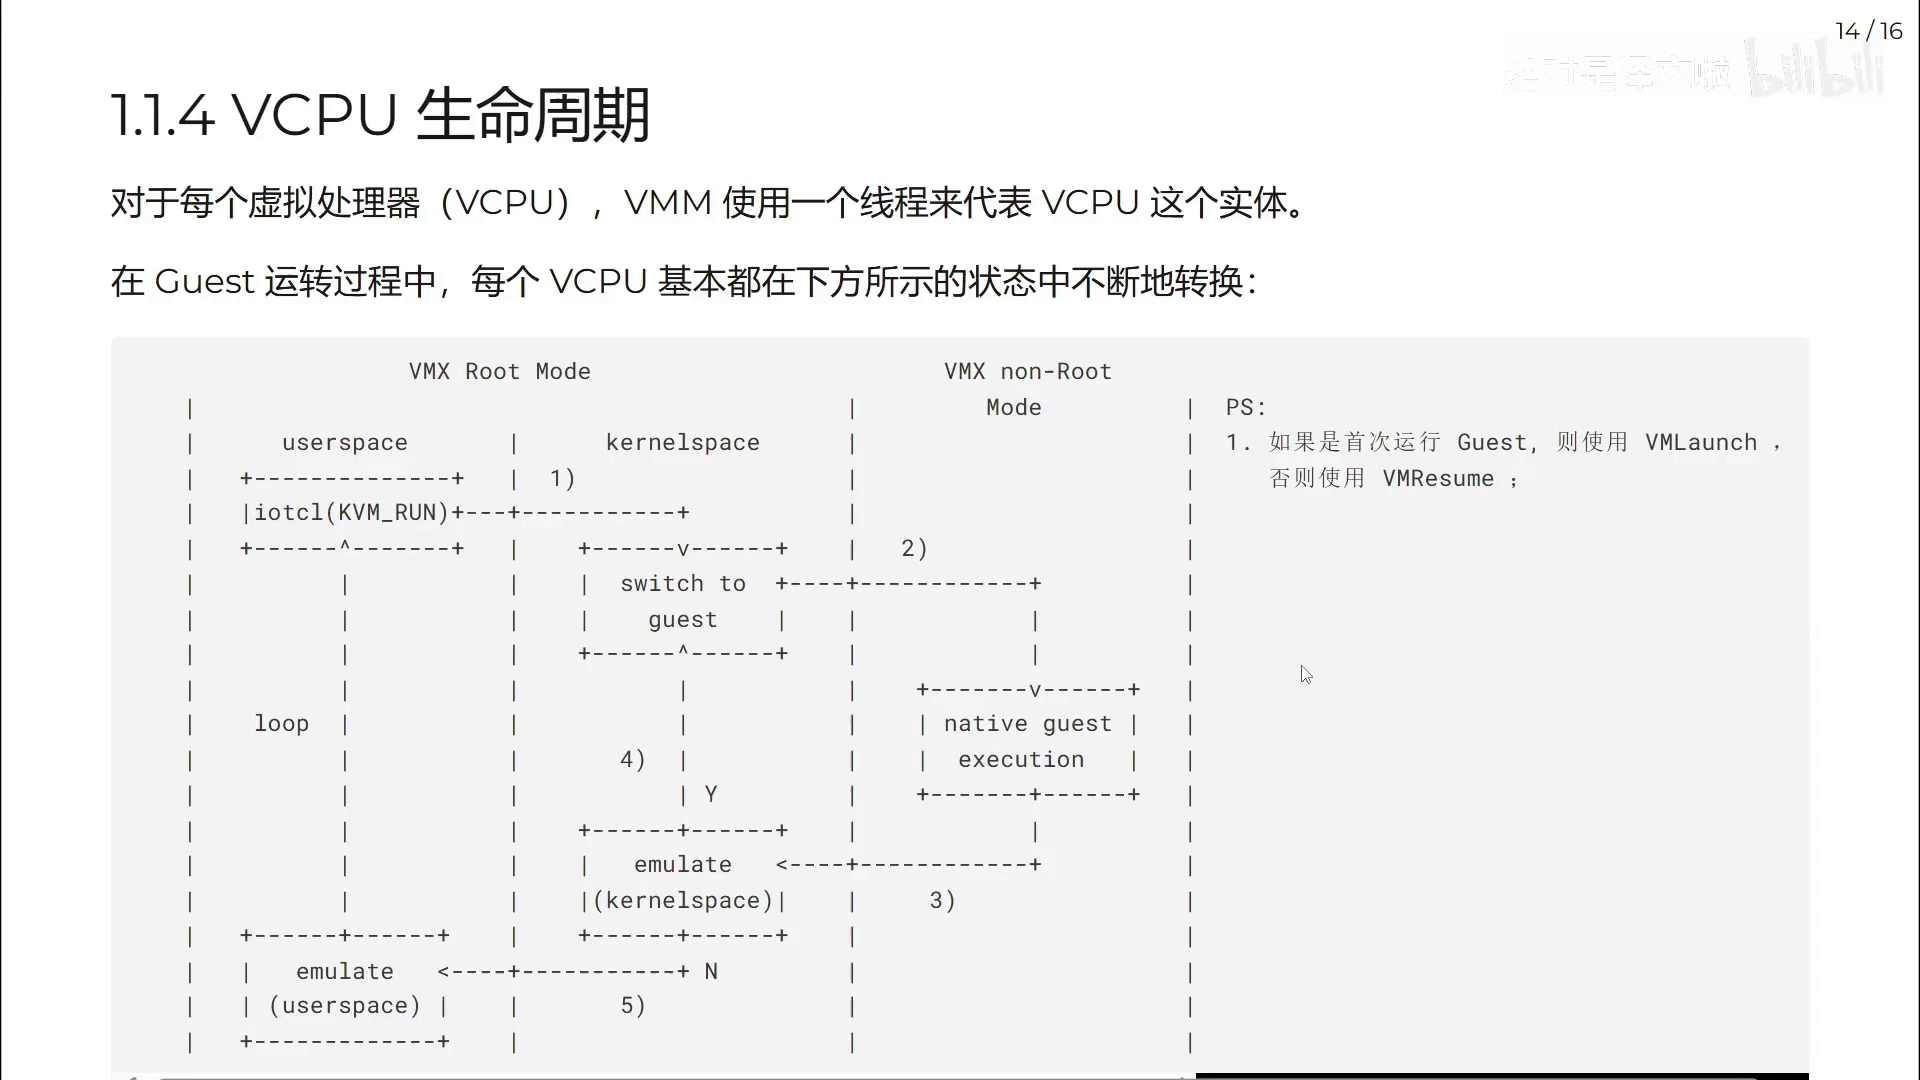 14 / 16
bilibili
1.1.4 VCPU 生命周期
对于每个虚拟处理器（VCPU），VMM 使用一个线程来代表 VCPU 这个实体。
在 Guest 运转过程中，每个 VCPU 基本都在下方所示的状态中不断地转换：
VMX Root Mode VMX non-Root
| | Mode | PS:
| userspace | kernelspace | | 1. 如果是首次运行 Guest, 则使用 VMLaunch ，
| +--------------+ | 1) | | 否则使用 VMResume ；
| |iotcl(KVM_RUN)+---+-----------+ | |
| +------^-------+ | +------v------+ | 2) |
| | | | switch to +----+------------+ |
| | | | guest | | | |
| | | +------^------+ | | |
| | | | | +-------v------+ |
| loop | | | | | native guest | |
| | | 4) | | | execution | |
| | | | Y | +-------+------+ |
| | | +------+------+ | | |
| | | | emulate <----+------------+ |
| | | |(kernelspace)| | 3) |
| +------+------+ | +------+------+ | |
| | emulate <----+-----------+ N | |
| | (userspace) | | 5) | |
| +-------------+ | | |